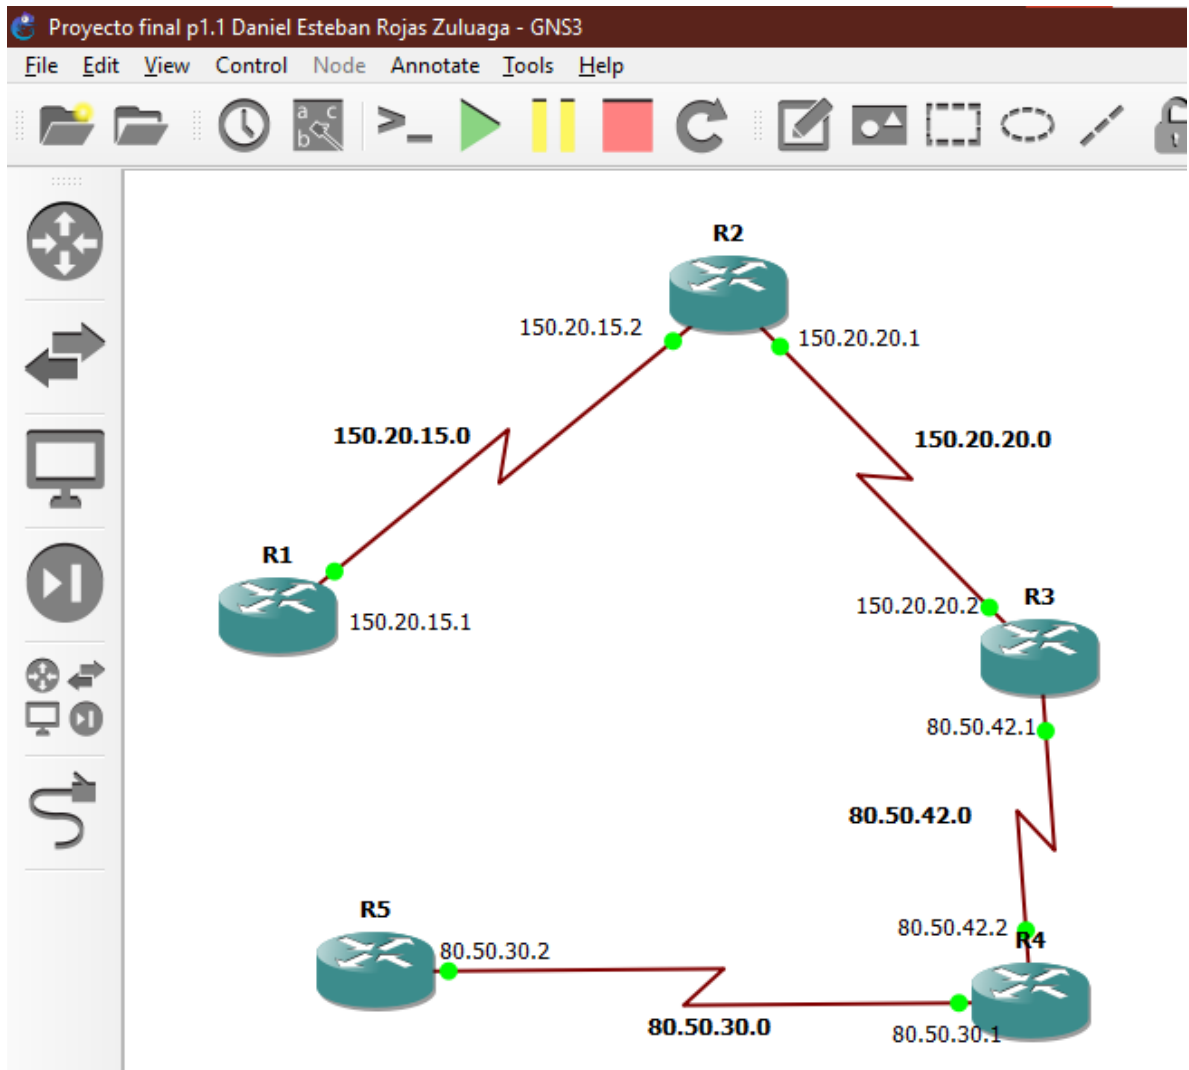 Proyecto final p1.1 Daniel Esteban Rojas Zuluaga - GNS3
File Edit View Control Node Annotate Tools Help
a c
b
R2
150.20.15.2
150.20.20.1
150.20.15.0
150.20.20.0
R1
150.20.15.1
150.20.20.2
R3
80.50.42.1
80.50.42.0
R5
80.50.42.2
R4
80.50.30.2
80.50.30.0
80.50.30.1